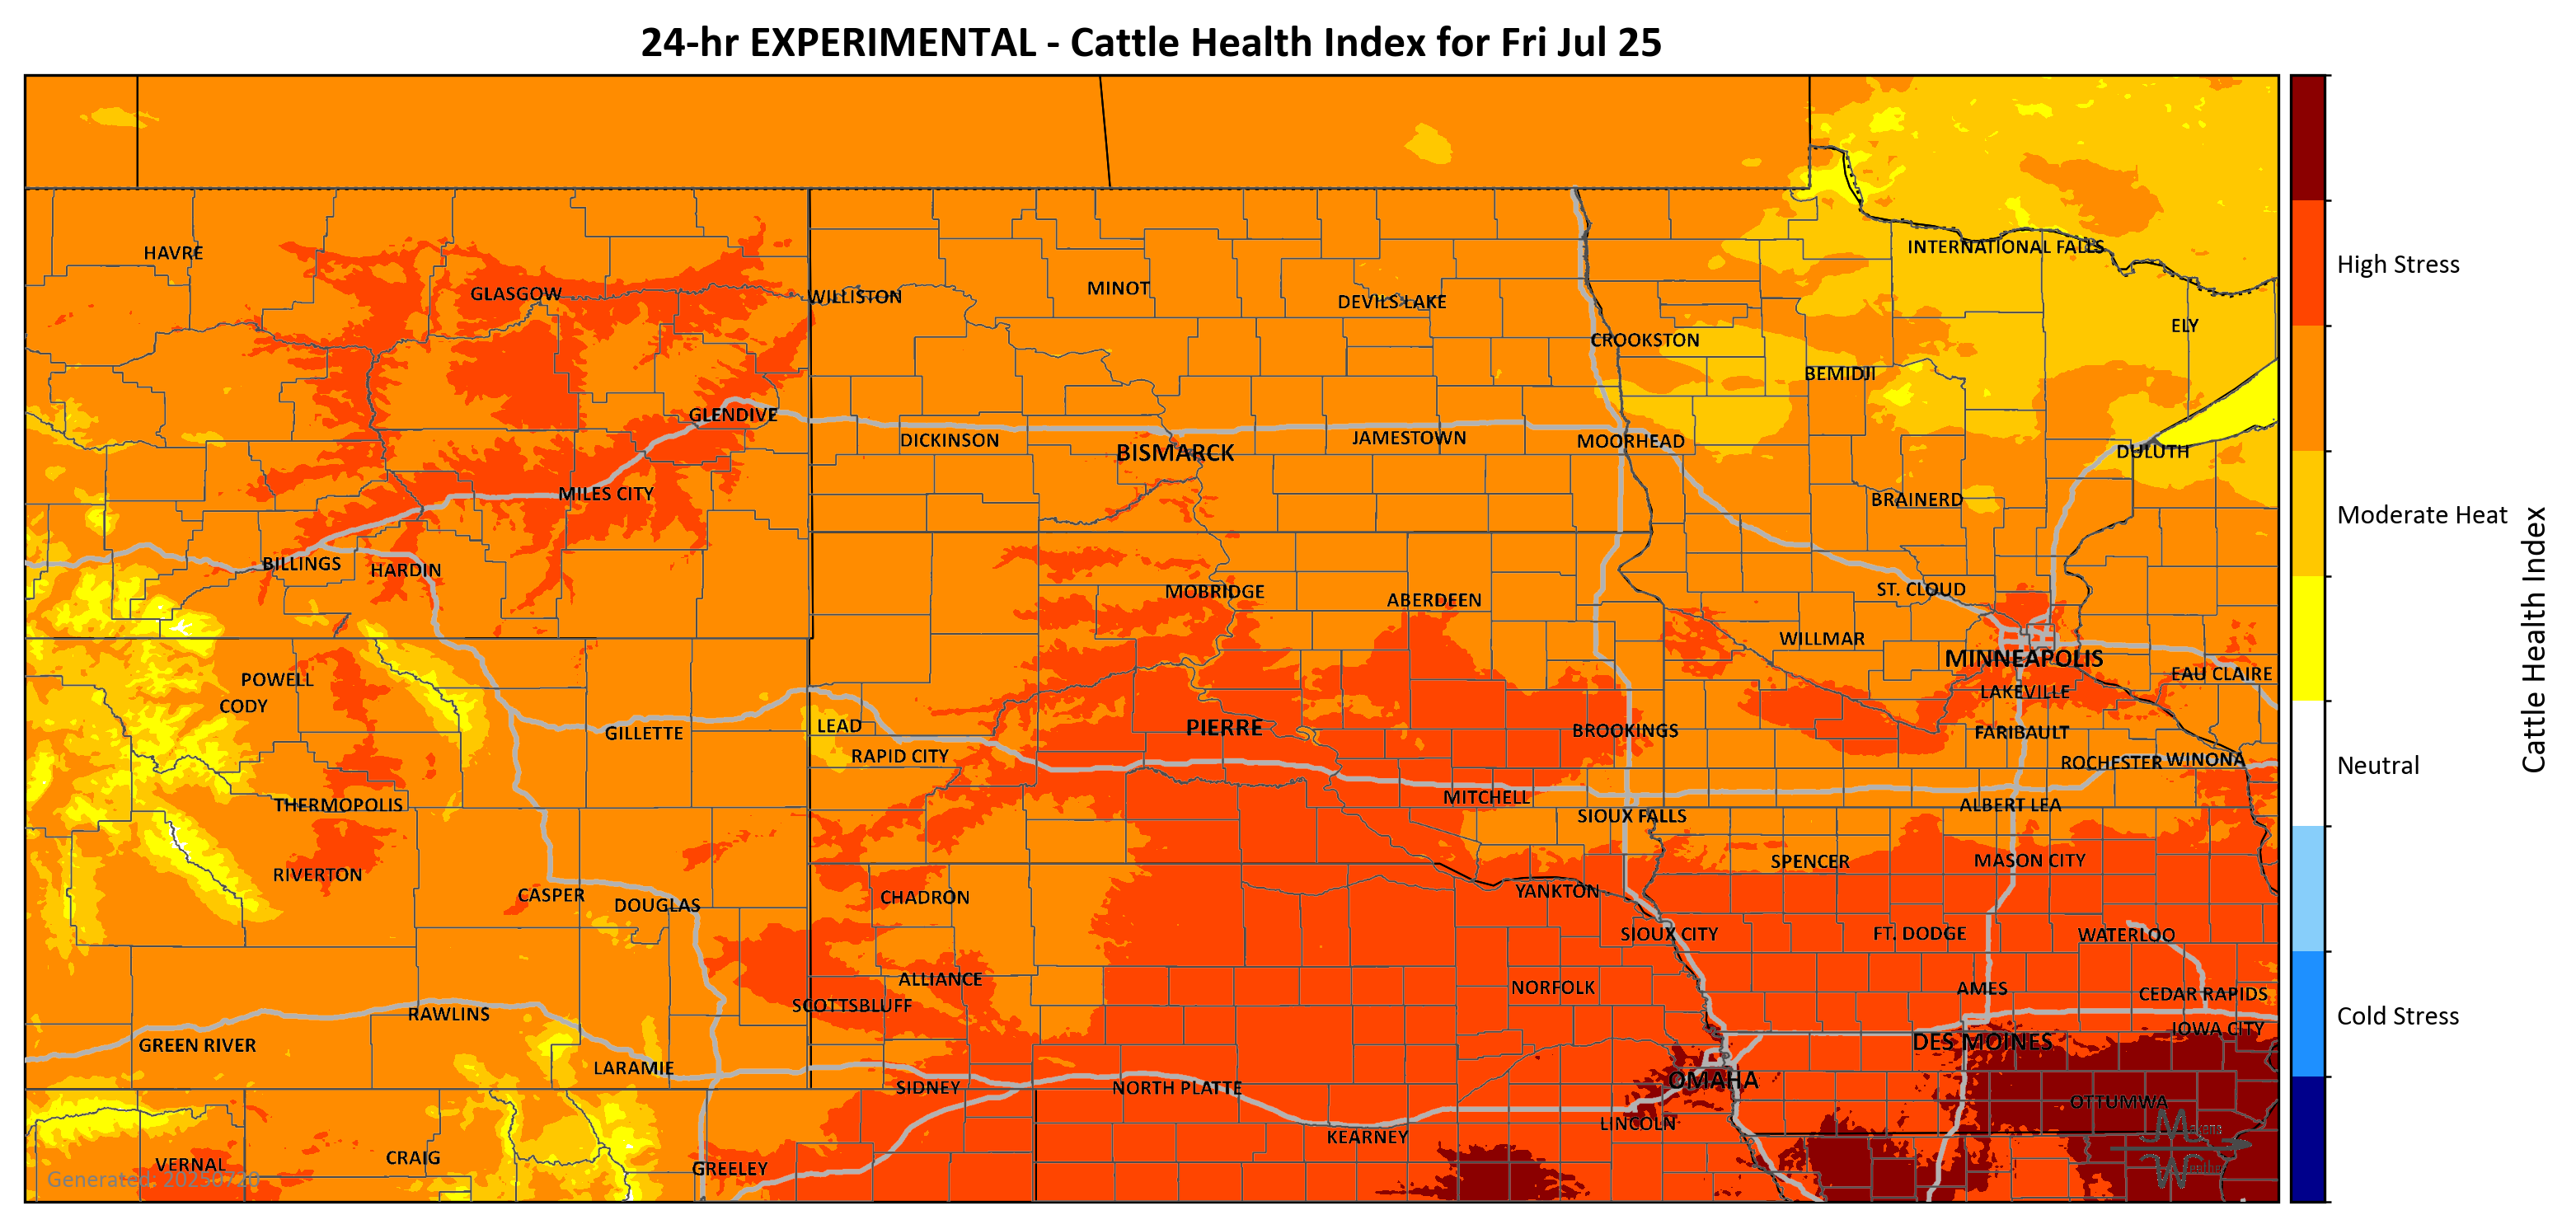 24-hr EXPERIMENTAL - Cattle Health Index for Fri Jul 25
HAVRE
INTERNATIONAL FALLS
GLASGOW
WILLISTON
MINOT
DEVILS LAKE
High Stress
CROOKSTON
ELY
BEMIDJI
GLENDIVE
DICKINSON
BISMARCK
JAMESTOWN
MOORHEAD
DULUTH
MILES CITY
BRAINERD
Moderate Heat
BILLINGS
HARDIN
MOBRIDGE
ABERDEEN
ST. CLOUD
WILLMAR
MINNEAPOLIS
Cattle Health Index
POWELL
EAU CLAIRE
CODY
LAKEVILLE
GILLETTE
LEAD
PIERRE
BROOKINGS
FARIBAULT
RAPID CITY
ROCHESTER
WINONA
Neutral
THERMOPOLIS
MITCHELL
ALBERT LEA
SIOUX FALLS
RIVERTON
SPENCER
MASON CITY
CASPER
DOUGLAS
CHADRON
YANKTON
SIOUX CITY
FT. DODGE
WATERLOO
ALLIANCE
NORFOLK
AMES
CEDAR RAPIDS
SCOTTSBLUFF
RAWLINS
Cold Stress
GREEN RIVER
DES MOINES
IOWA CITY
LARAMIE
SIDNEY
NORTH PLATTE
OMAHA
OTTUMWA
LINCOLN
KEARNEY
VERNAL
CRAIG
GREELEY
Generated: 20250720